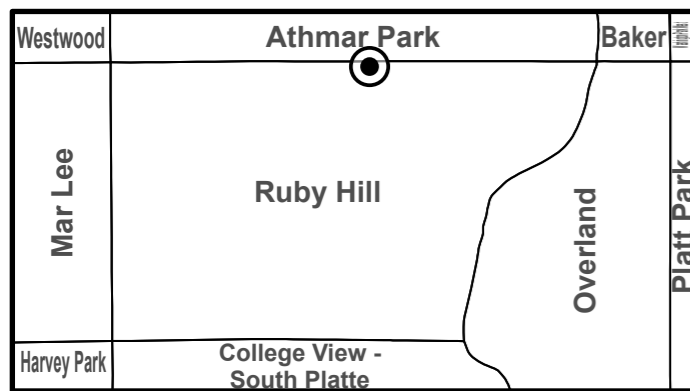 Westwood
Athmar Park
Baker
Mar Lee
Ruby Hill
Overland
Platt Park
Harvey Park
College View -
South Platte